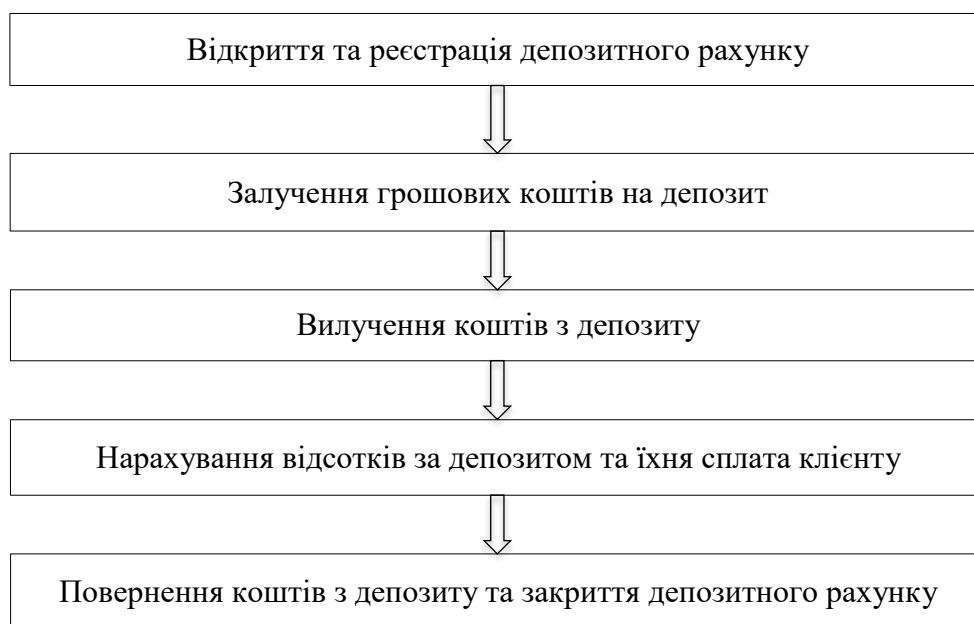 Відкриття та реєстрація депозитного рахунку
Залучення грошових коштів на депозит
Вилучення коштів з депозиту
Нарахування відсотків за депозитом та їхня сплата клієнту
Повернення коштів з депозиту та закриття депозитного рахунку